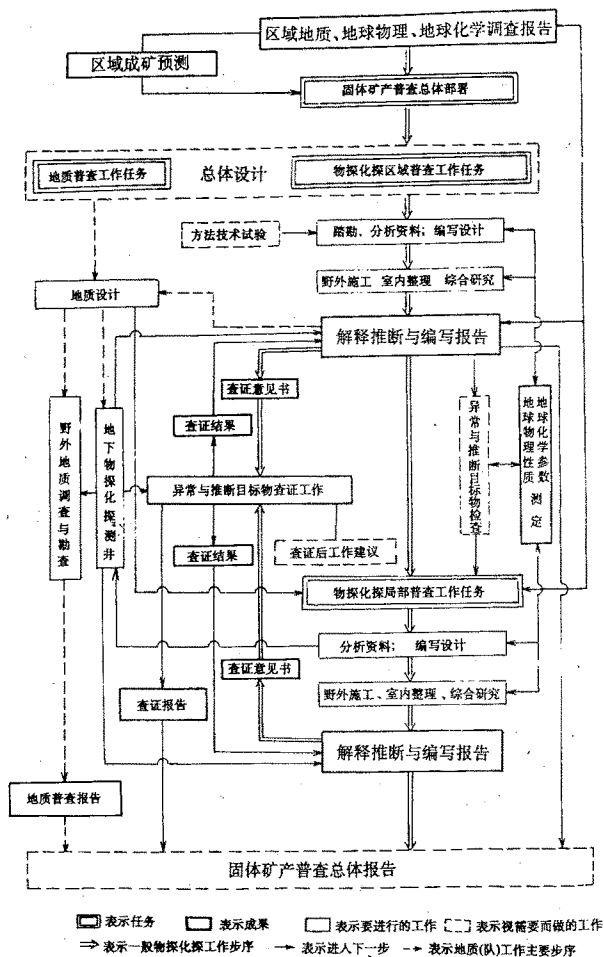 区域地质、地球物理、地球化学调查报告
区域成矿预测
固体矿产普查总体部署
地质普查工作任务
总体设计
物探化探区域普查工作任务
方法技术试验
踏勘、分析资料；编写设计
野外施工 室内整理 综合研究
地质设计
解释推断与编写报告
查证意见书
查证结果
野外地质调查与勘查
地下物探化探、测井
异常与推断目标物检查
地球化学参数
地球物理性质
测定
异常与推断目标物查证工作
查证结果
查证后工作建议
物探化探局部普查工作任务
分析资料； 编写设计
查证意见书
野外施工、室内整理、综合研究
查证报告
解释推断与编写报告
地质普查报告
固体矿产普查总体报告
表示任务 表示成果 表示要进行的工作 表示视需要而做的工作
表示一般物探化探工作步序 表示进入下一步 表示地质(队)工作主要步序